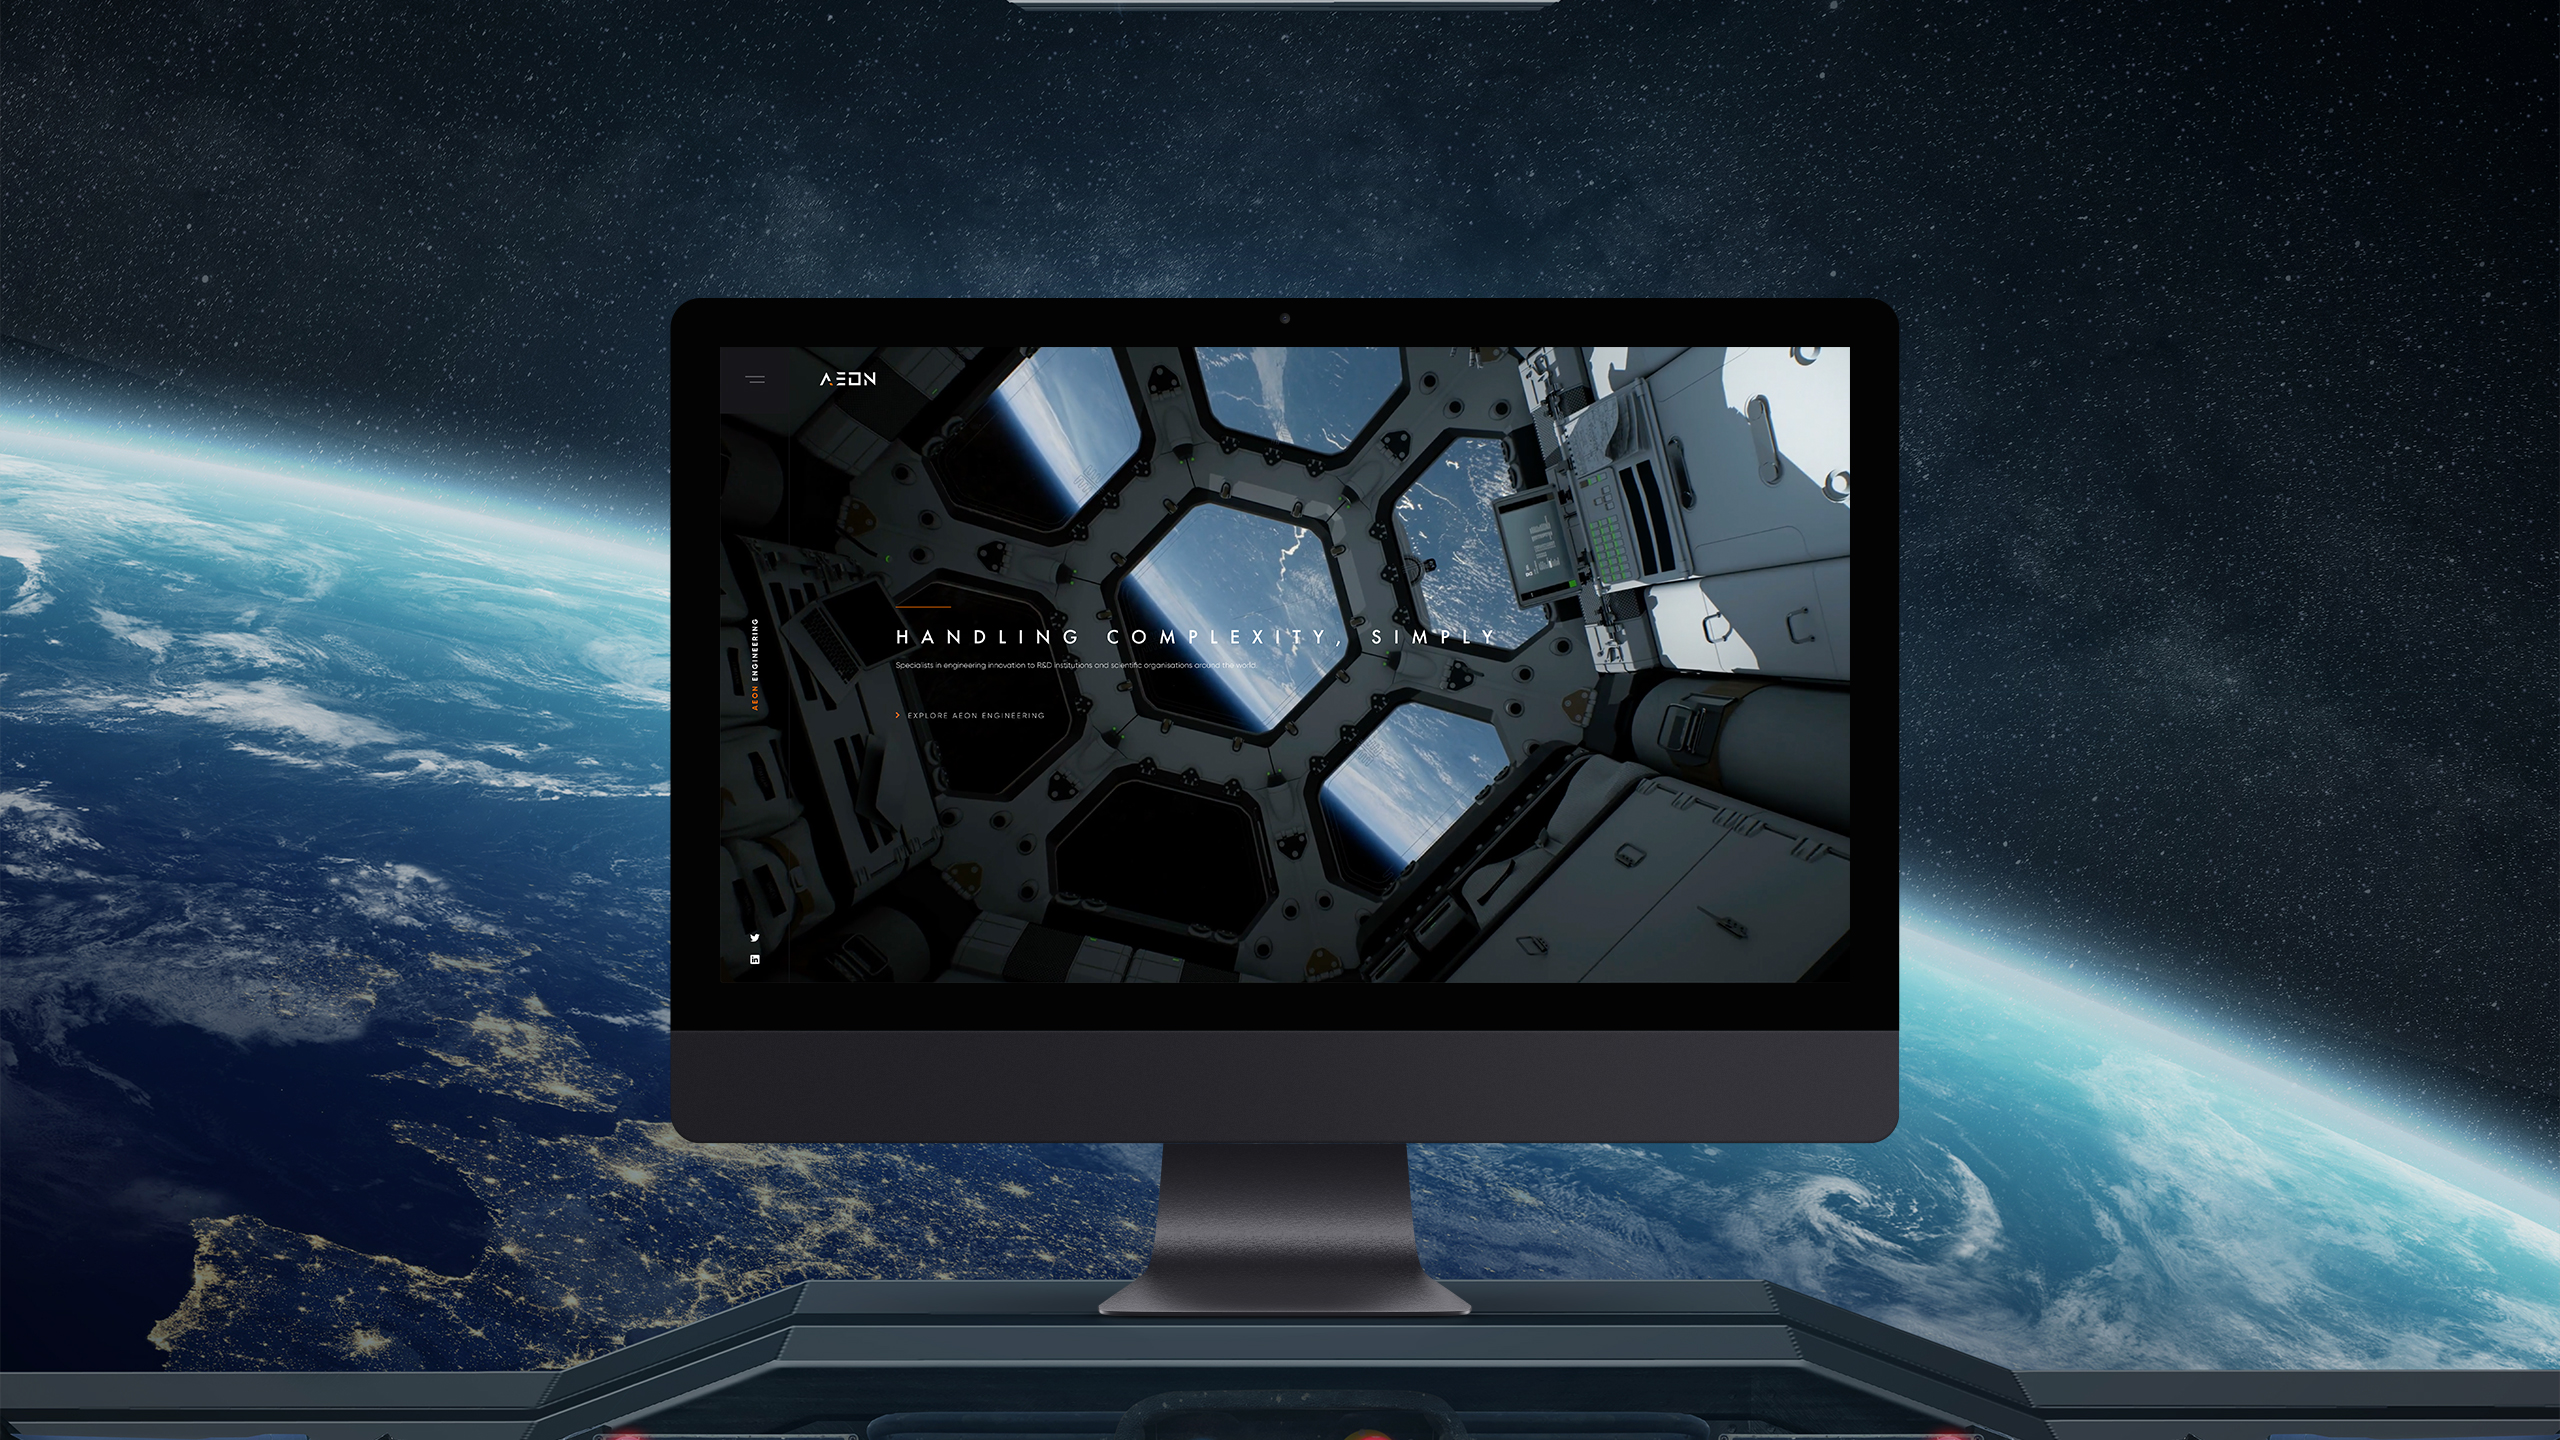 AEON
HANDLING COMPLEXITY, SIMPLY
Specialists in engineering innovation to R&D institutions and scientific organisations around the world.
EXPLORE AEON ENGINEERING
AEON ENGINEERING